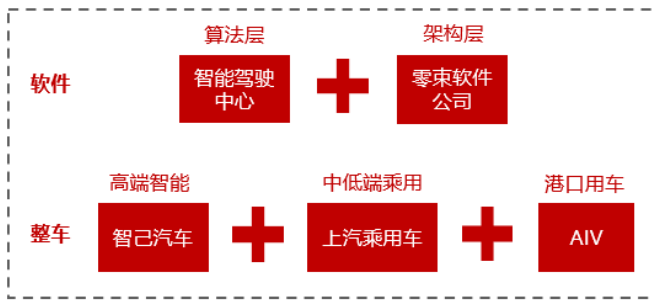 算法层
架构层
软件
智能驾驶
中心
零束软件
公司
高端智能
中低端乘用
港口用车
整车
智己汽车
上汽乘用车
AIV